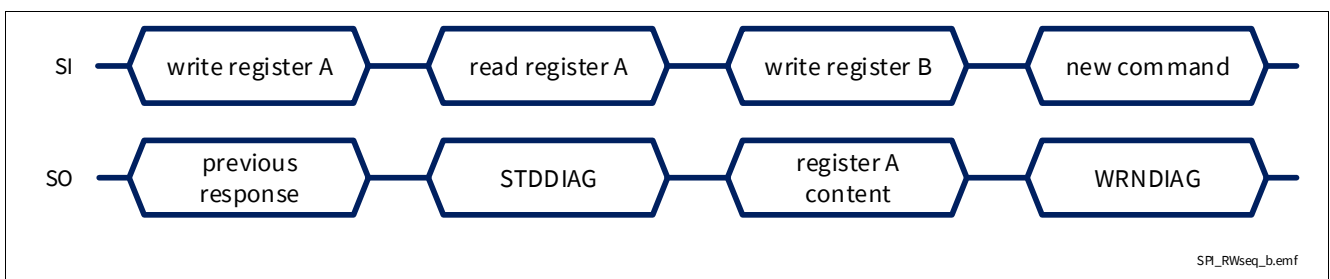 SI
write register A
read register A
write register B
new command
SO
previous
response
STDDIAG
register A
content
WRNDIAG
SPI_RWseq_b.emf